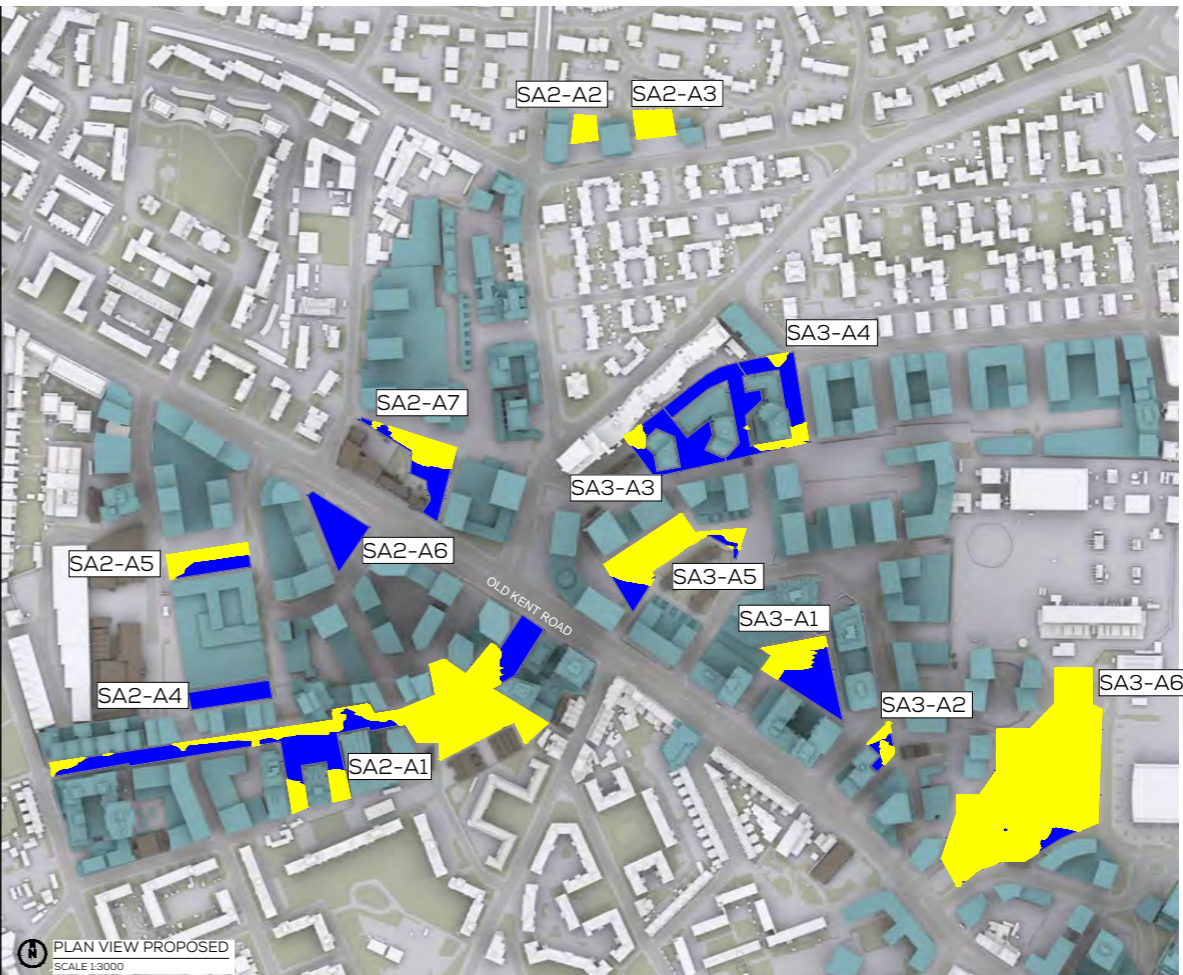 SA2-A2
SA2-A3
SA3-A4
SA2-A7
SA3-A3
SA2-A6
SA2-A5
SA3-A5
OLD KENT ROAD
SA3-A1
SA2-A4
SA3-A6
SA3-A2
SA2-A1
N
PLAN VIEW PROPOSED
SCALE 1:3000